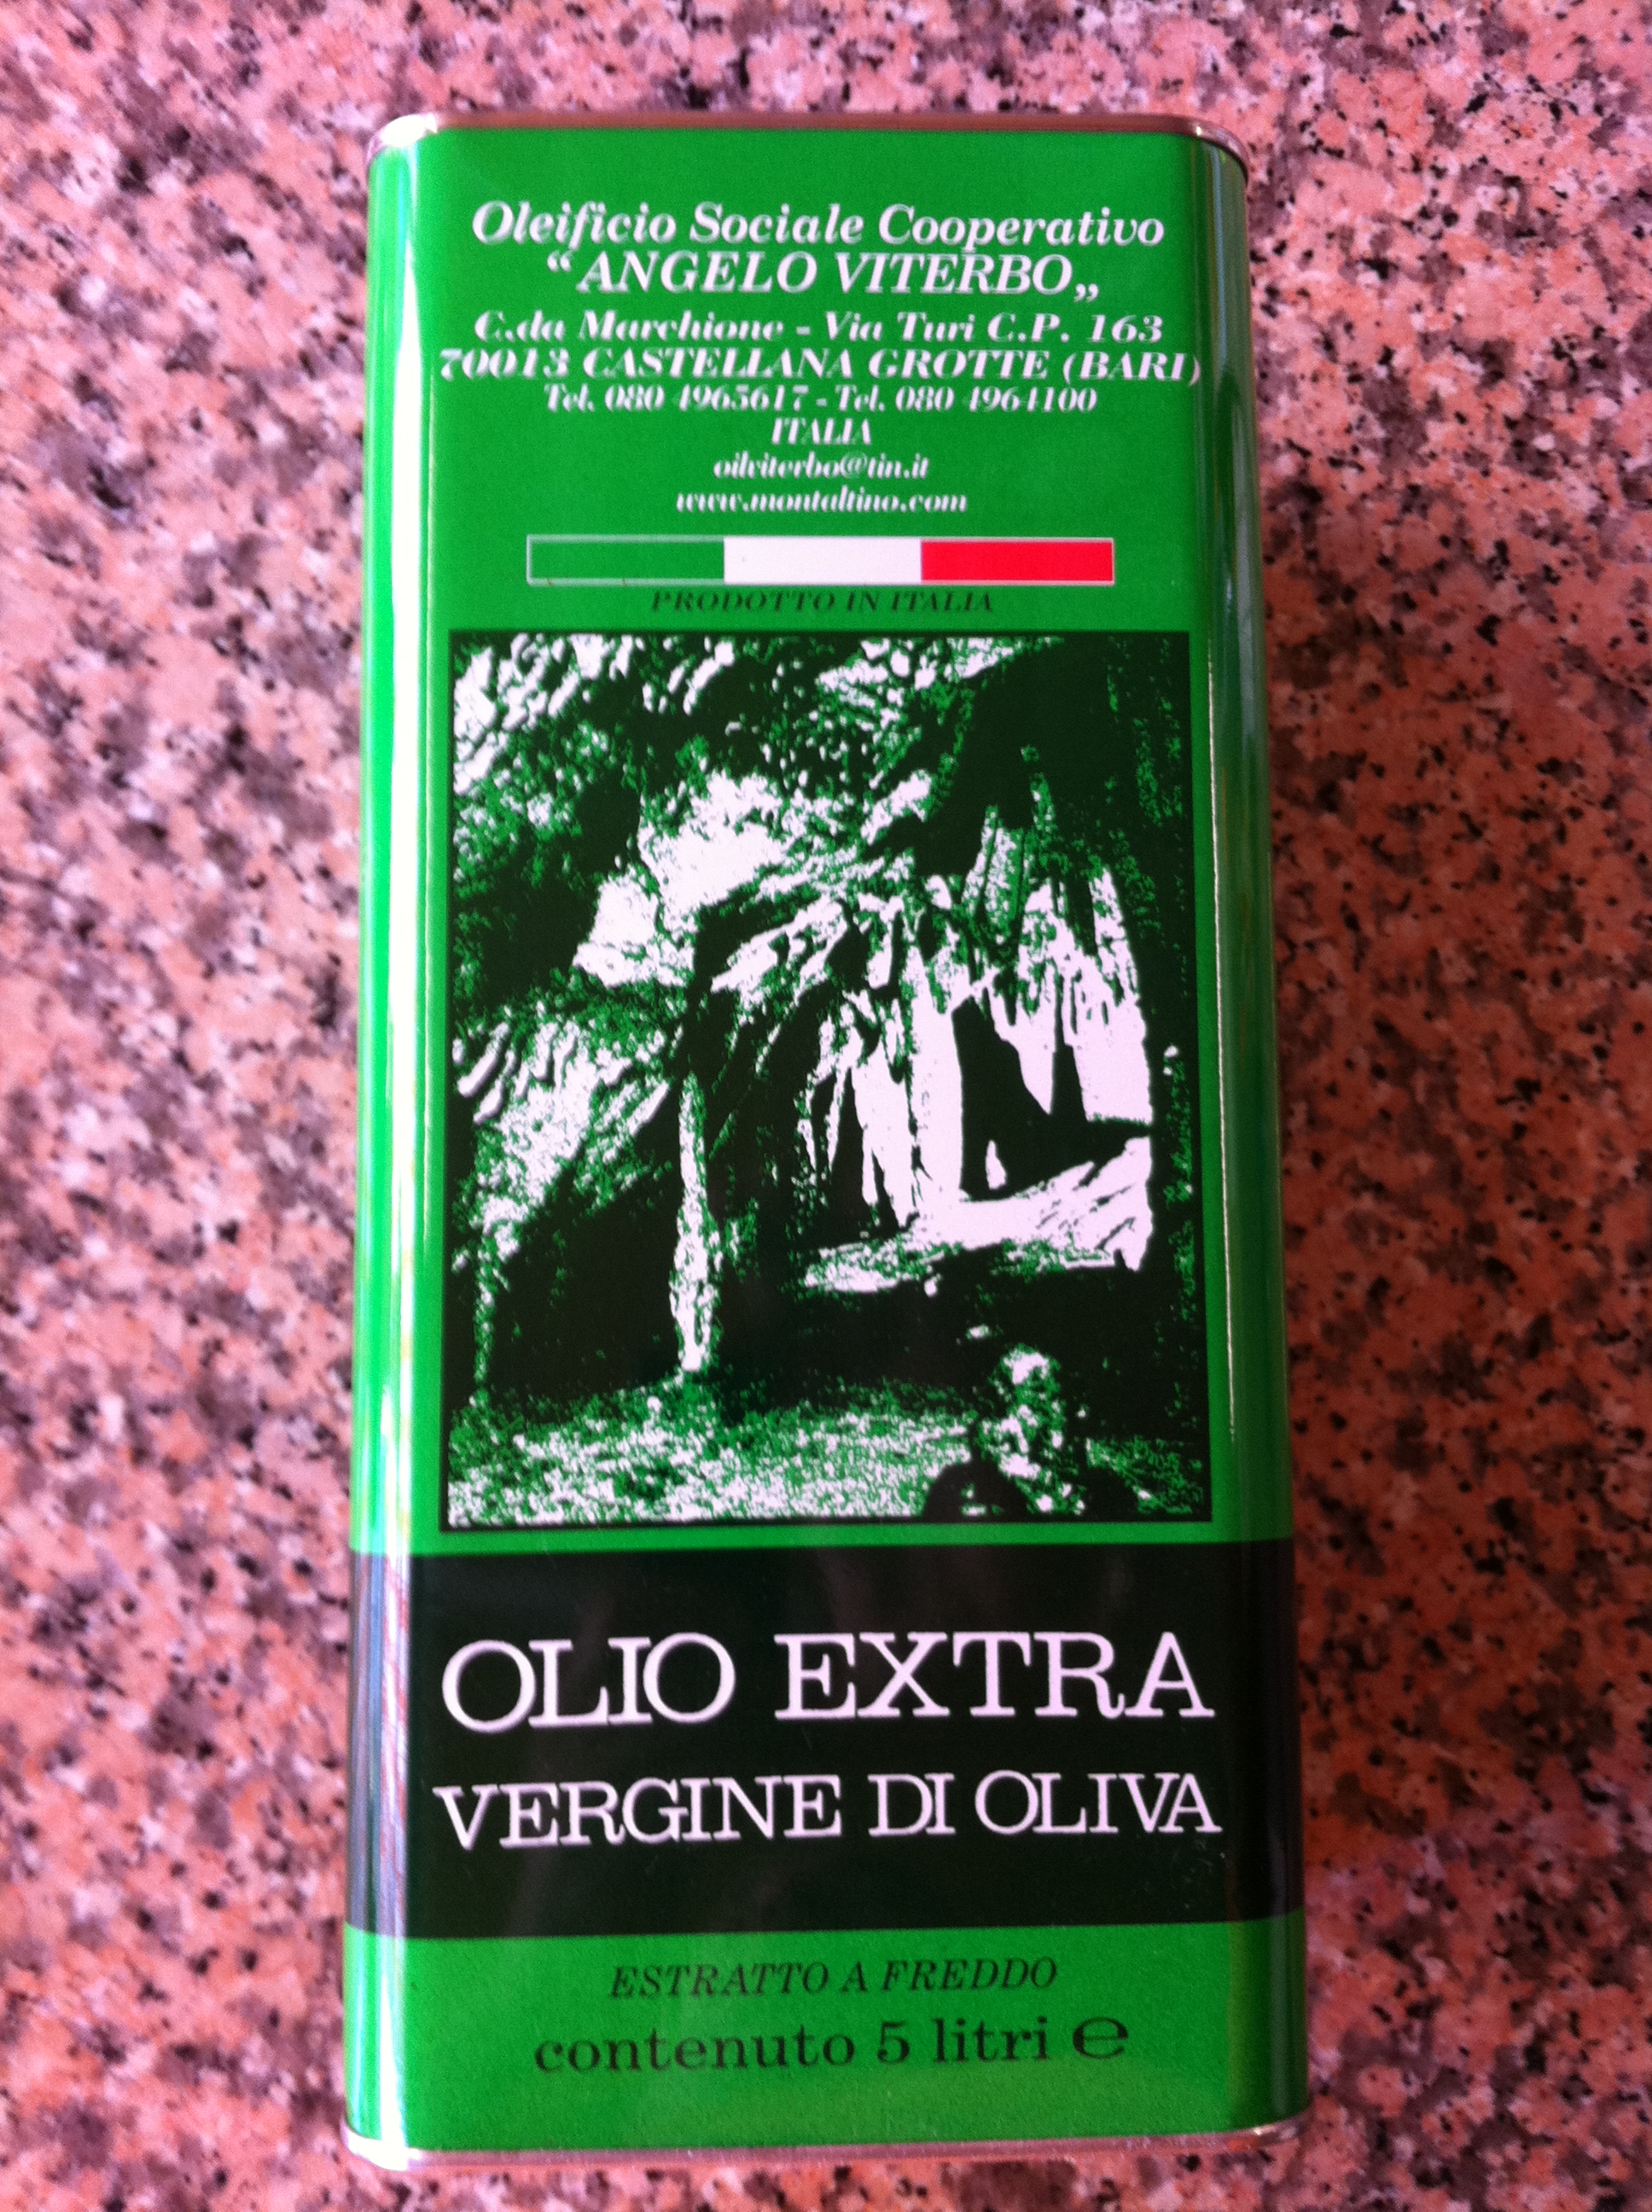 Oleificio Sociale Cooperativo
“ANGELO VITERBO„
C.da Marchione - Via Turi C.P. 163
70013 CASTELLANA GROTTE (BARI)
Tel. 080 4965617 - Tel. 080 4964100
ITALIA
oilviterbo@tin.it
www.montaltino.com
PRODOTTO IN ITALIA
OLIO EXTRA
VERGINE DI OLIVA
ESTRATTO A FREDDO
contenuto 5 litri ℮